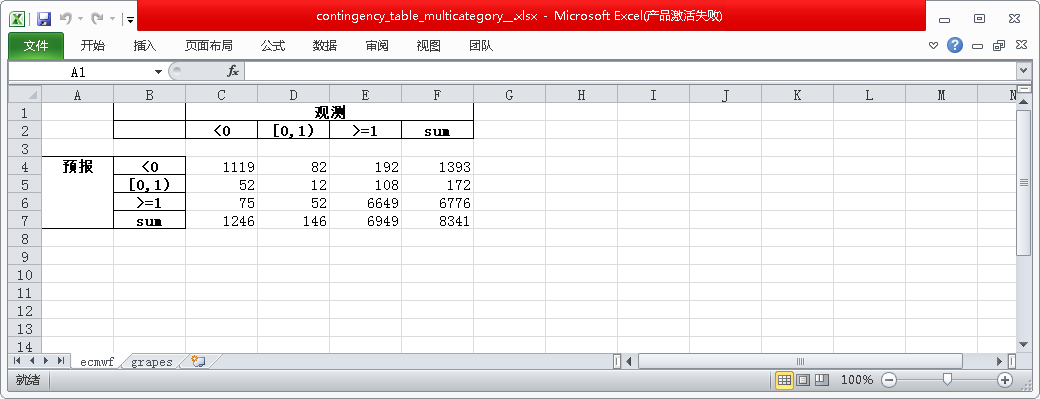 contingency_table_multicategory__.xlsx - Microsoft Excel(产品激活失败)
文件 开始 插入 页面布局 公式 数据 审阅 视图 团队
A1 fx
A B C D E F G H I J K L M N
1 观测
2 <0 [0,1) >=1 sum
3
4 预报 <0 1119 82 192 1393
5 [0,1) 52 12 108 172
6 >=1 75 52 6649 6776
7 sum 1246 146 6949 8341
8
9
10
11
12
13
14
ecmwf grapes
就绪 100%